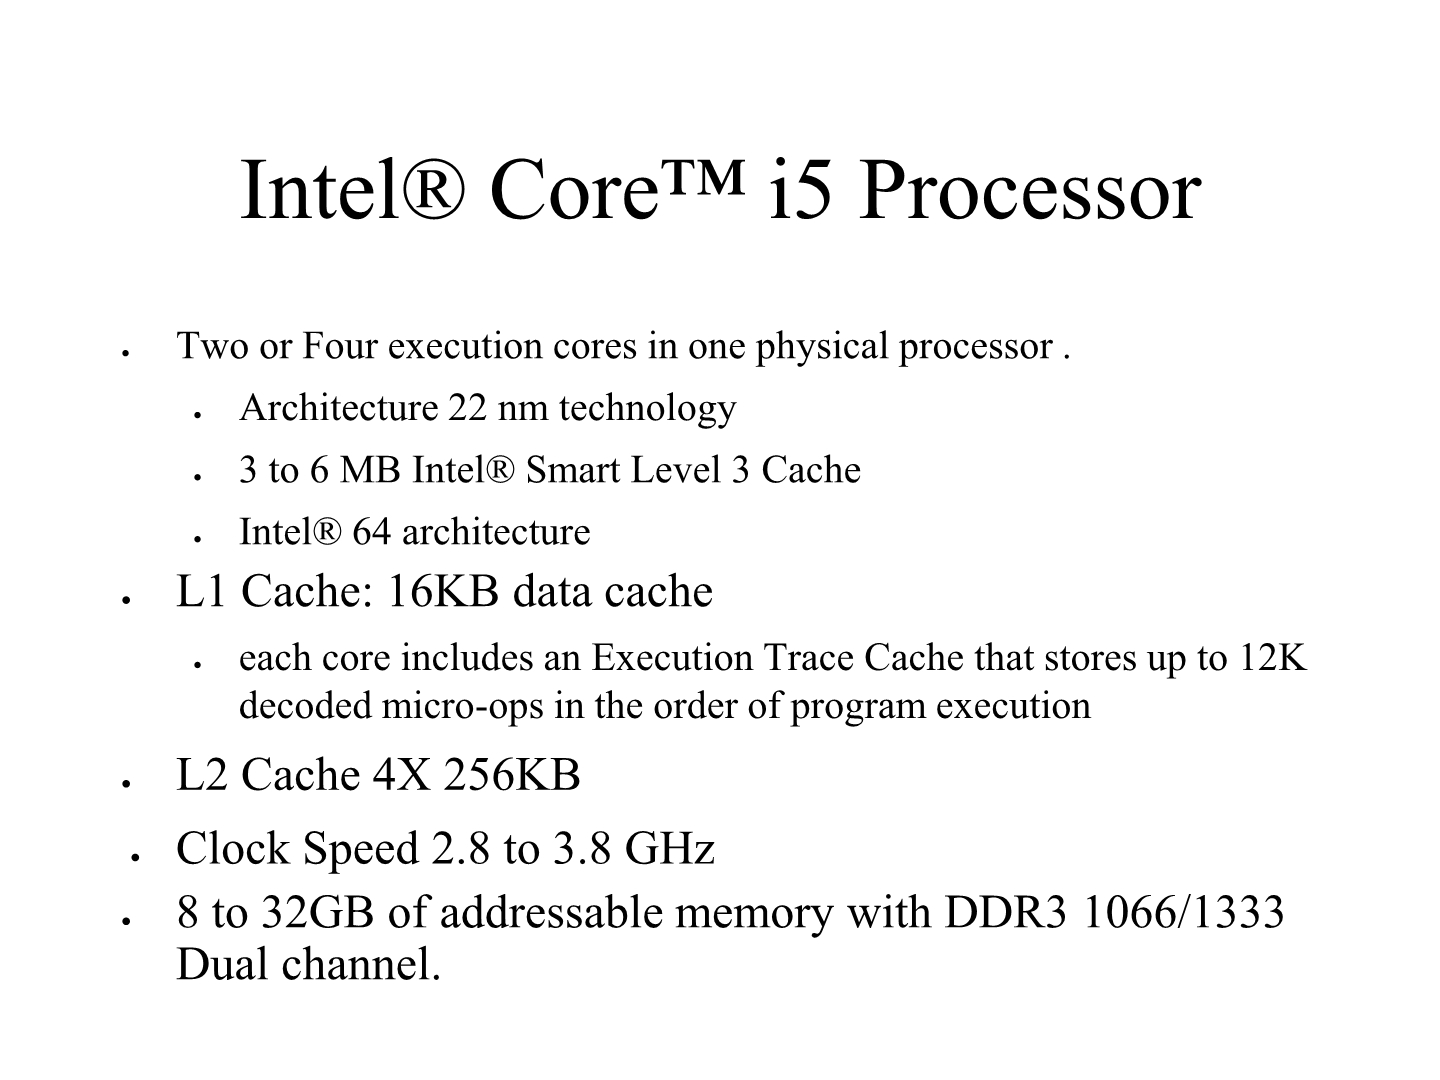 Intel® Core™ i5 Processor
• Two or Four execution cores in one physical processor .
• Architecture 22 nm technology
• 3 to 6 MB Intel® Smart Level 3 Cache
• Intel® 64 architecture
• L1 Cache: 16KB data cache
• each core includes an Execution Trace Cache that stores up to 12K
decoded micro-ops in the order of program execution
• L2 Cache 4X 256KB
• Clock Speed 2.8 to 3.8 GHz
• 8 to 32GB of addressable memory with DDR3 1066/1333
Dual channel.